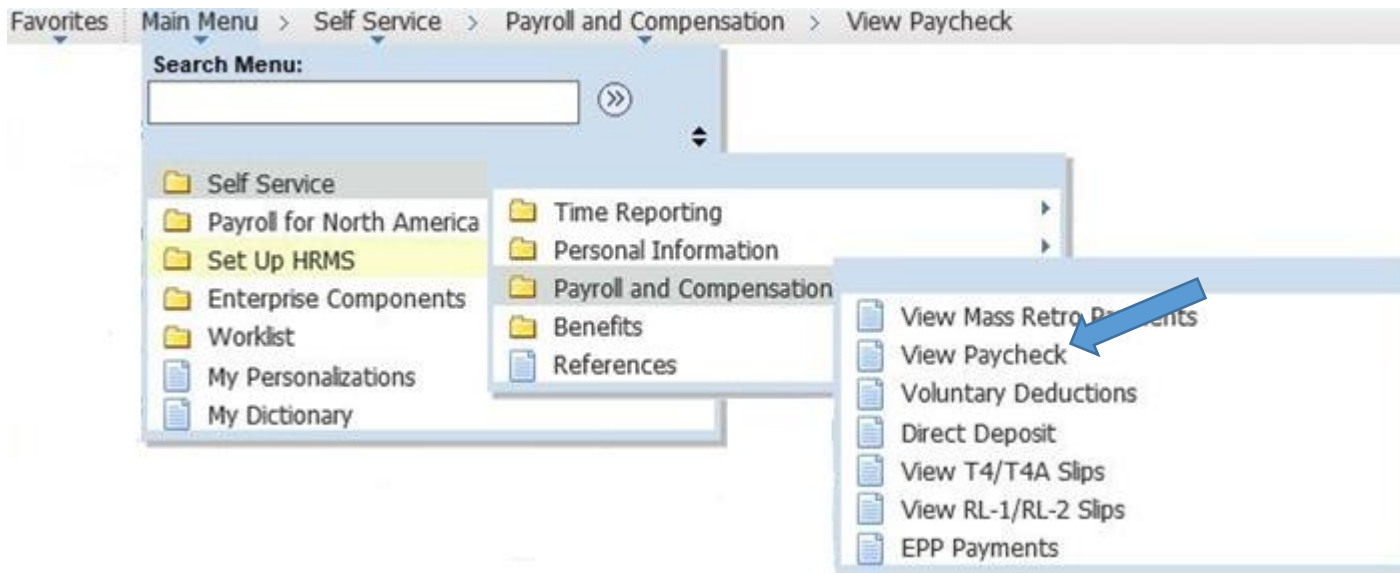 Favorites Main Menu > Self Service > Payroll and Compensation > View Paycheck
Search Menu:
Self Service
Payroll for North America
Set Up HRMS
Enterprise Components
Worklist
My Personalizations
My Dictionary
Time Reporting
Personal Information
Payroll and Compensation
Benefits
References
View Mass Retro Payments
View Paycheck
Voluntary Deductions
Direct Deposit
View T4/T4A Slips
View RL-1/RL-2 Slips
EPP Payments